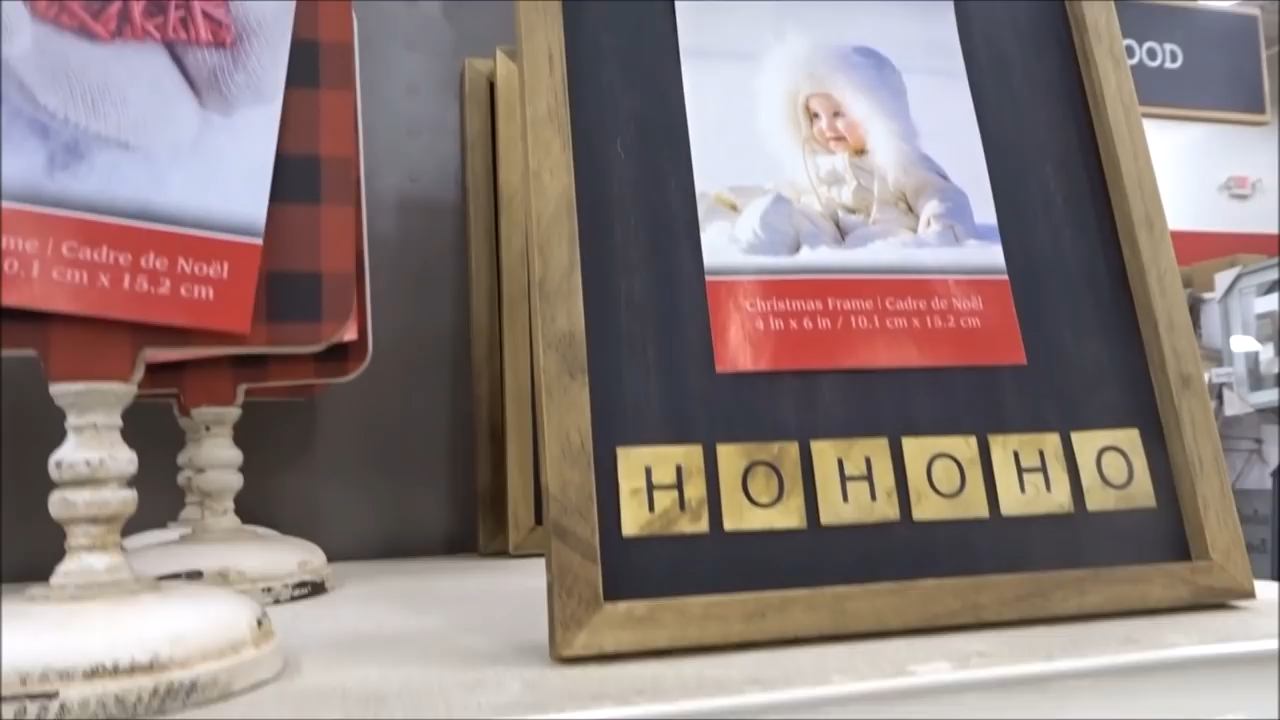 me | Cadre de Noël
0.1 cm x 15.2 cm
Christmas Frame | Cadre de Noël
4 in x 6 in / 10.1 cm x 15.2 cm
HOHOHO
OOD